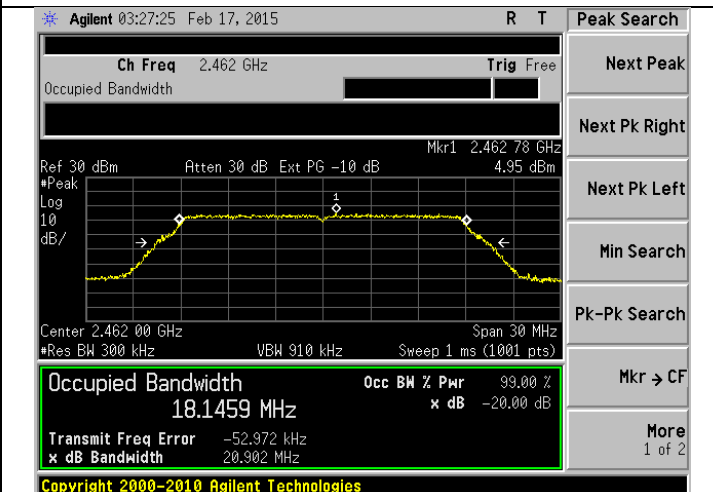 Agilent 03:27:25 Feb 17, 2015 R T
Peak Search
Ch Freq 2.462 GHz Trig Free
Occupied Bandwidth
Next Peak
Next Pk Right
Mkr1 2.462 78 GHz
Ref 30 dBm Atten 30 dB Ext PG -10 dB 4.95 dBm
#Peak
Log
10
dB/
1
Next Pk Left
Min Search
Pk-Pk Search
Center 2.462 00 GHz Span 30 MHz
#Res BW 300 kHz VBW 910 kHz Sweep 1 ms (1001 pts)
Occupied Bandwidth Occ BW % Pwr 99.00 %
18.1459 MHz x dB -20.00 dB
Transmit Freq Error -52.972 kHz
x dB Bandwidth 20.902 MHz
Mkr → CF
More
1 of 2
Copyright 2000-2010 Agilent Technologies